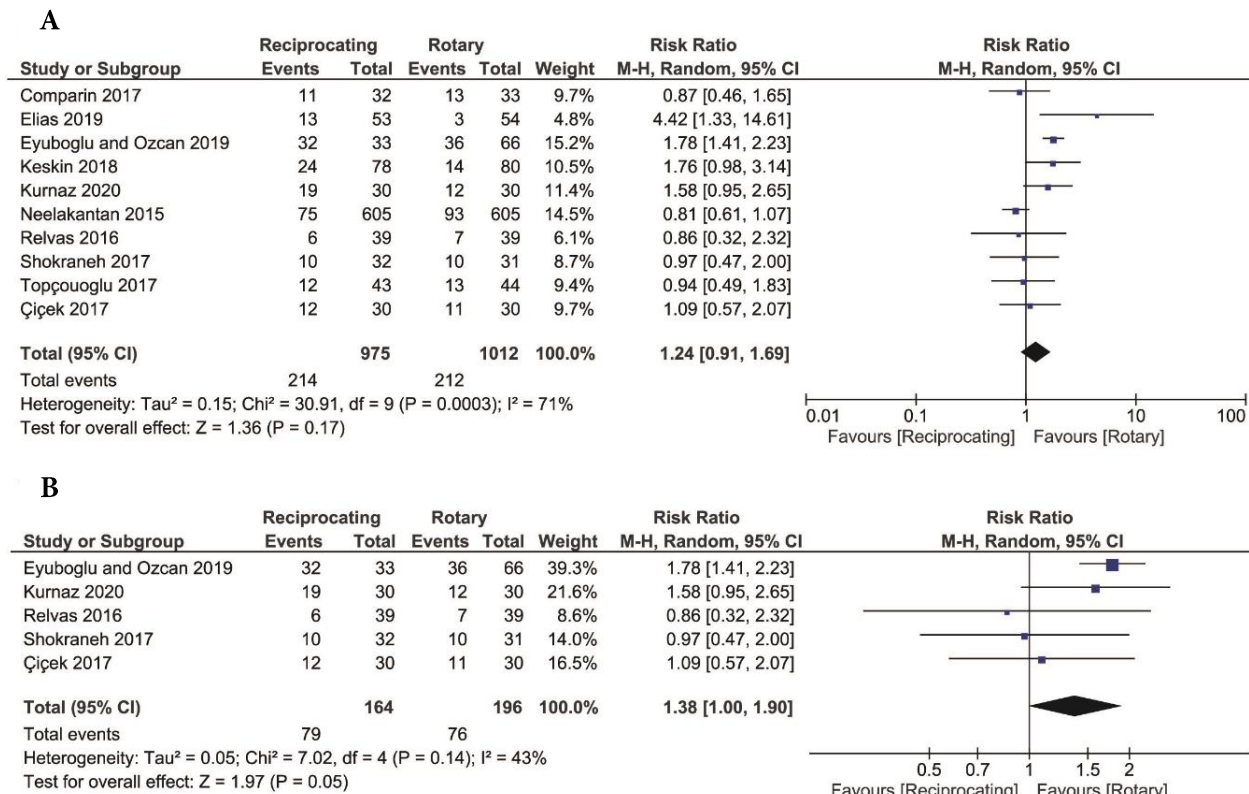 A
Reciprocating Rotary Risk Ratio Risk Ratio
Study or Subgroup Events Total Events Total Weight M-H, Random, 95% CI M-H, Random, 95% CI
Comparin 2017 11 32 13 33 9.7% 0.87 [0.46, 1.65]
Elias 2019 13 53 3 54 4.8% 4.42 [1.33, 14.61]
Eyuboglu and Ozcan 2019 32 33 36 66 15.2% 1.78 [1.41, 2.23]
Keskin 2018 24 78 14 80 10.5% 1.76 [0.98, 3.14]
Kurnaz 2020 19 30 12 30 11.4% 1.58 [0.95, 2.65]
Neelakantan 2015 75 605 93 605 14.5% 0.81 [0.61, 1.07]
Relvas 2016 6 39 7 39 6.1% 0.86 [0.32, 2.32]
Shokraneh 2017 10 32 10 31 8.7% 0.97 [0.47, 2.00]
Topçouoglu 2017 12 43 13 44 9.4% 0.94 [0.49, 1.83]
Çiçek 2017 12 30 11 30 9.7% 1.09 [0.57, 2.07]
Total (95% CI) 975 1012 100.0% 1.24 [0.91, 1.69]
Total events 214 212
Heterogeneity: Tau² = 0.15; Chi² = 30.91, df = 9 (P = 0.0003); I² = 71%
Test for overall effect: Z = 1.36 (P = 0.17)
0.01 0.1 1 10 100
Favours [Reciprocating] Favours [Rotary]
B
Reciprocating Rotary Risk Ratio Risk Ratio
Study or Subgroup Events Total Events Total Weight M-H, Random, 95% CI M-H, Random, 95% CI
Eyuboglu and Ozcan 2019 32 33 36 66 39.3% 1.78 [1.41, 2.23]
Kurnaz 2020 19 30 12 30 21.6% 1.58 [0.95, 2.65]
Relvas 2016 6 39 7 39 8.6% 0.86 [0.32, 2.32]
Shokraneh 2017 10 32 10 31 14.0% 0.97 [0.47, 2.00]
Çiçek 2017 12 30 11 30 16.5% 1.09 [0.57, 2.07]
Total (95% CI) 164 196 100.0% 1.38 [1.00, 1.90]
Total events 79 76
Heterogeneity: Tau² = 0.05; Chi² = 7.02, df = 4 (P = 0.14); I² = 43%
Test for overall effect: Z = 1.97 (P = 0.05)
0.5 0.7 1 1.5 2
Favours [Reciprocating] Favours [Rotary]